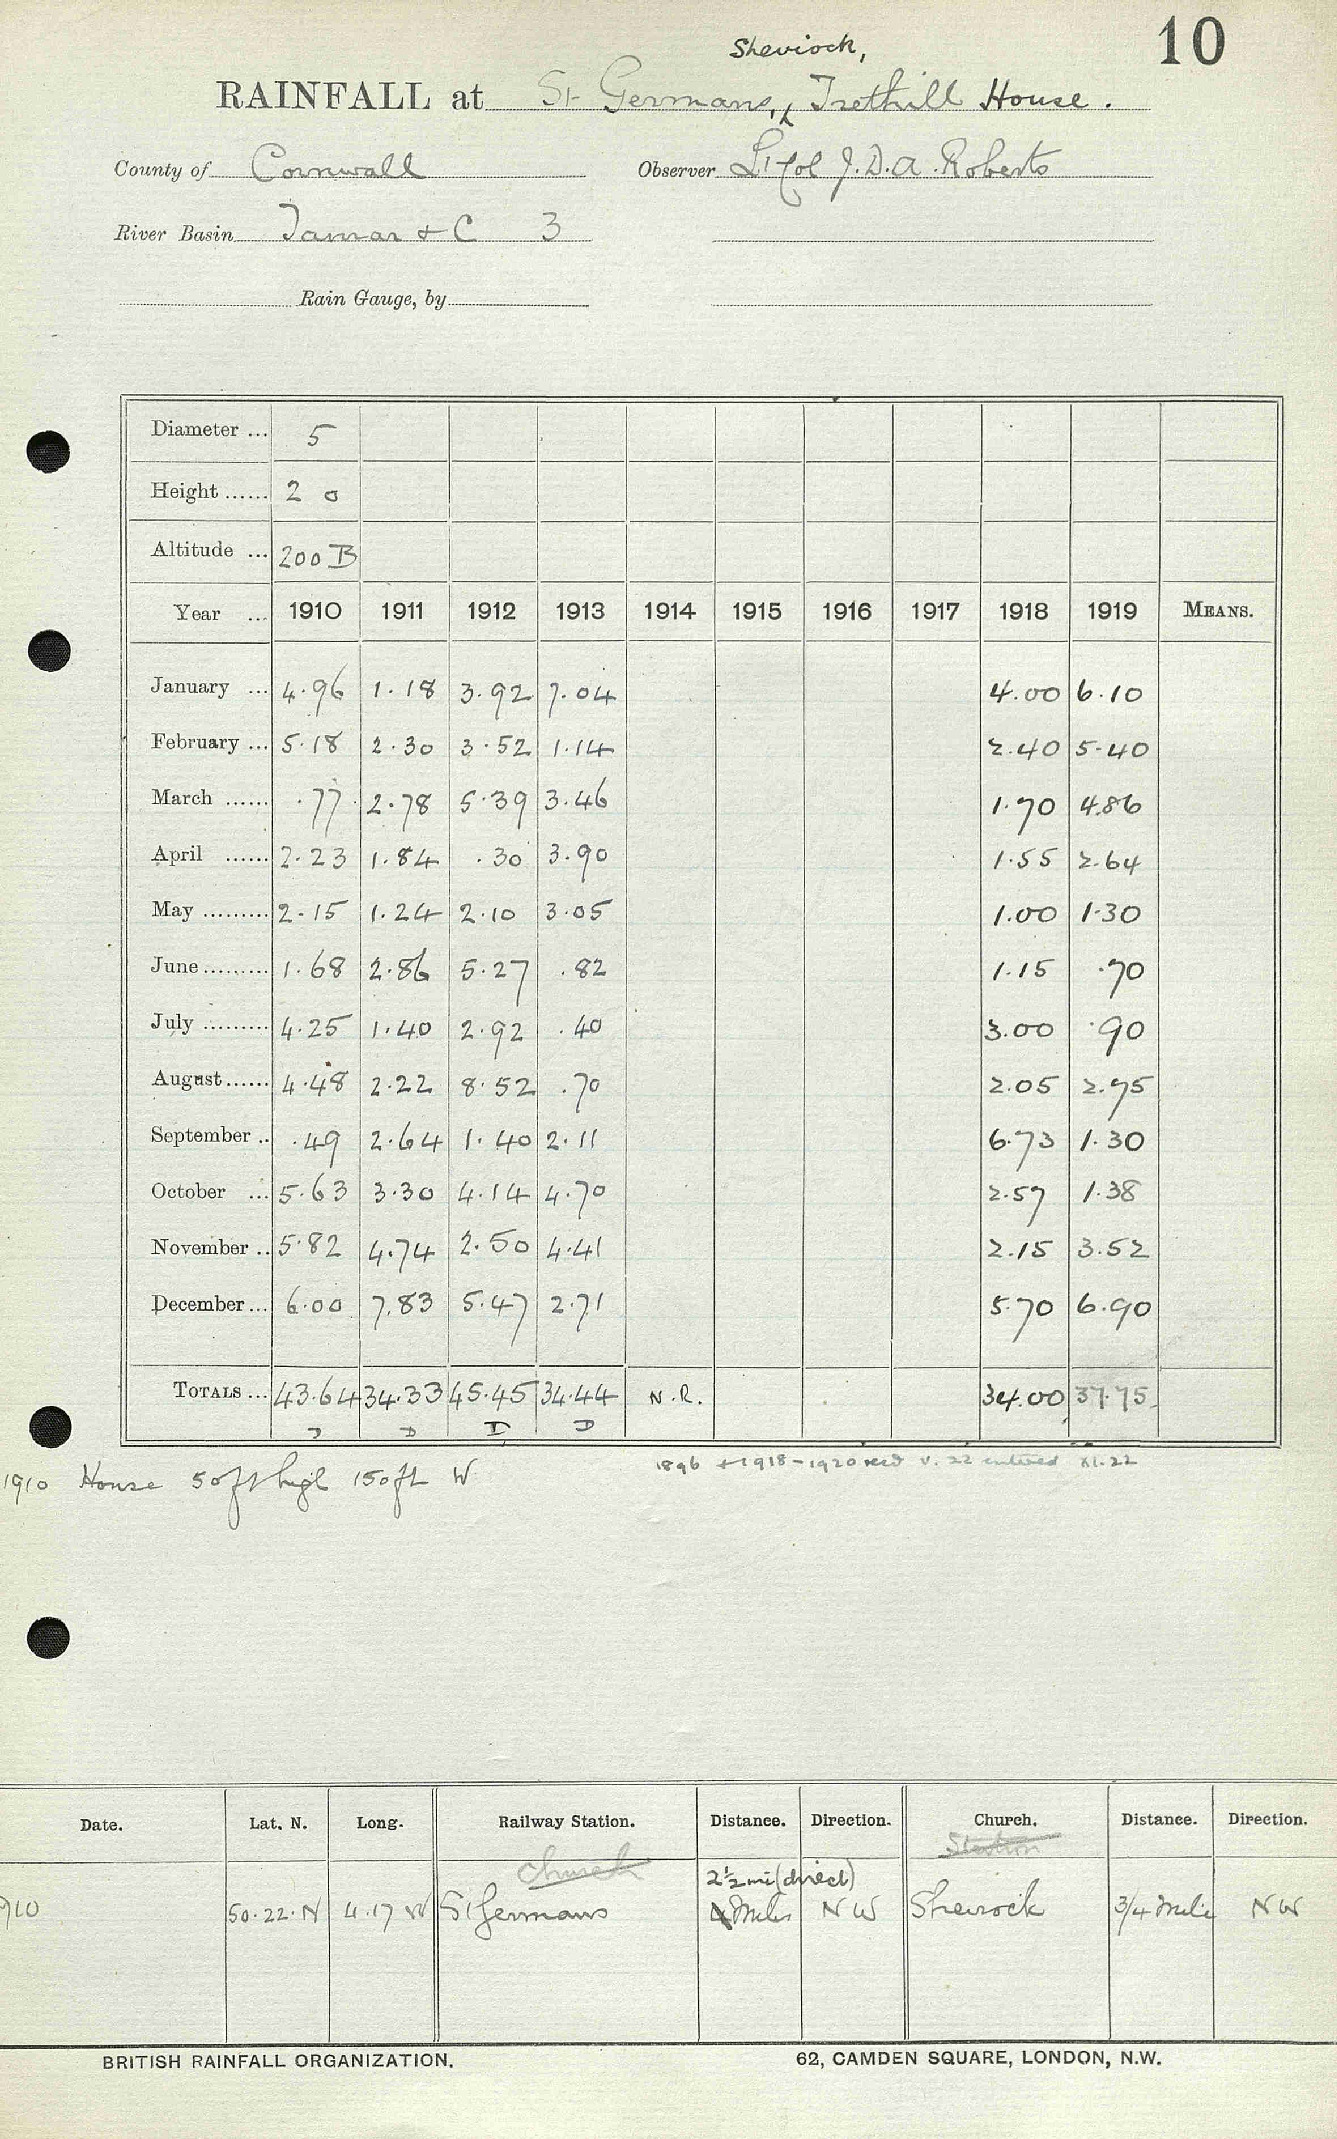 10
Sheviock,
RAINFALL at St Germans, ⁁ Trethill House.
County of Cornwall Observer Lt Col J. D. A. Roberts
River Basin Tamar & C 3
Rain Gauge, by
Diameter ... 5
Height ...... 2 0
Altitude ... 200 B
Year ... 1910 1911 1912 1913 1914 1915 1916 1917 1918 1919 MEANS.
January ... 4.96 1.18 3.92 7.04 4.00 6.10
February ... 5.18 2.30 3.52 1.14 2.40 5.40
March ...... .77 2.78 5.39 3.46 1.70 4.86
April ...... 2.23 1.84 .30 3.90 1.55 2.64
May ......... 2.15 1.24 2.10 3.05 1.00 1.30
June ......... 1.68 2.86 5.27 .82 1.15 .70
July ......... 4.25 1.40 2.92 .40 3.00 .90
August ...... 4.48 2.22 8.52 .70 2.05 2.75
September .. .49 2.64 1.40 2.11 6.73 1.30
October ... 5.63 3.30 4.14 4.70 2.57 1.38
November .. 5.82 4.74 2.50 4.41 2.15 3.52
December ... 6.00 7.83 5.47 2.71 5.70 6.90
TOTALS ... 43.64 34.33 45.45 34.44 N.R. 34.00 37.75
D D D D
1896 + 1918-1920 recd V. 22 entered XI.22
1910 House 50ft high 150ft W
Date. Lat. N. Long. Railway Station. Distance. Direction. Church. Distance. Direction.
Church Station
2½ mi (direct)
910 50.22.N 4.17 W St Germans 4 Miles NW Sheviock 3/4 Mile NW
BRITISH RAINFALL ORGANIZATION. 62, CAMDEN SQUARE, LONDON, N.W.